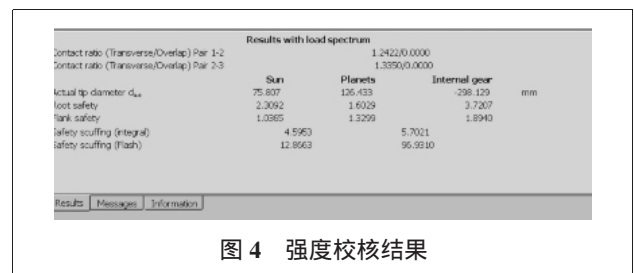 Results with load spectrum
Contact ratio (Transverse/Overlap) Pair 1-2 1.2422/0.0000
Contact ratio (Transverse/Overlap) Pair 2-3 1.3350/0.0000
Sun Planets Internal gear
Actual tip diameter 75.807 126.433 -298.129 mm
Root safety 2.3092 1.6029 3.7207
Flank safety 1.0365 1.3299 1.8940
Safety scuffing (integral) 4.5953 5.7021
Safety scuffing (Flash) 12.8663 95.9310
Results Messages Information
图 4 强度校核结果